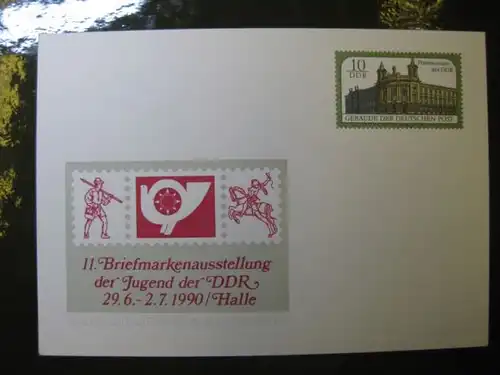 10
DDR
Postmuseum
der DDR
GEBÄUDE DER DEUTSCHEN POST
11. Briefmarkenausstellung
der Jugend der DDR
29.6.-2.7.1990/Halle